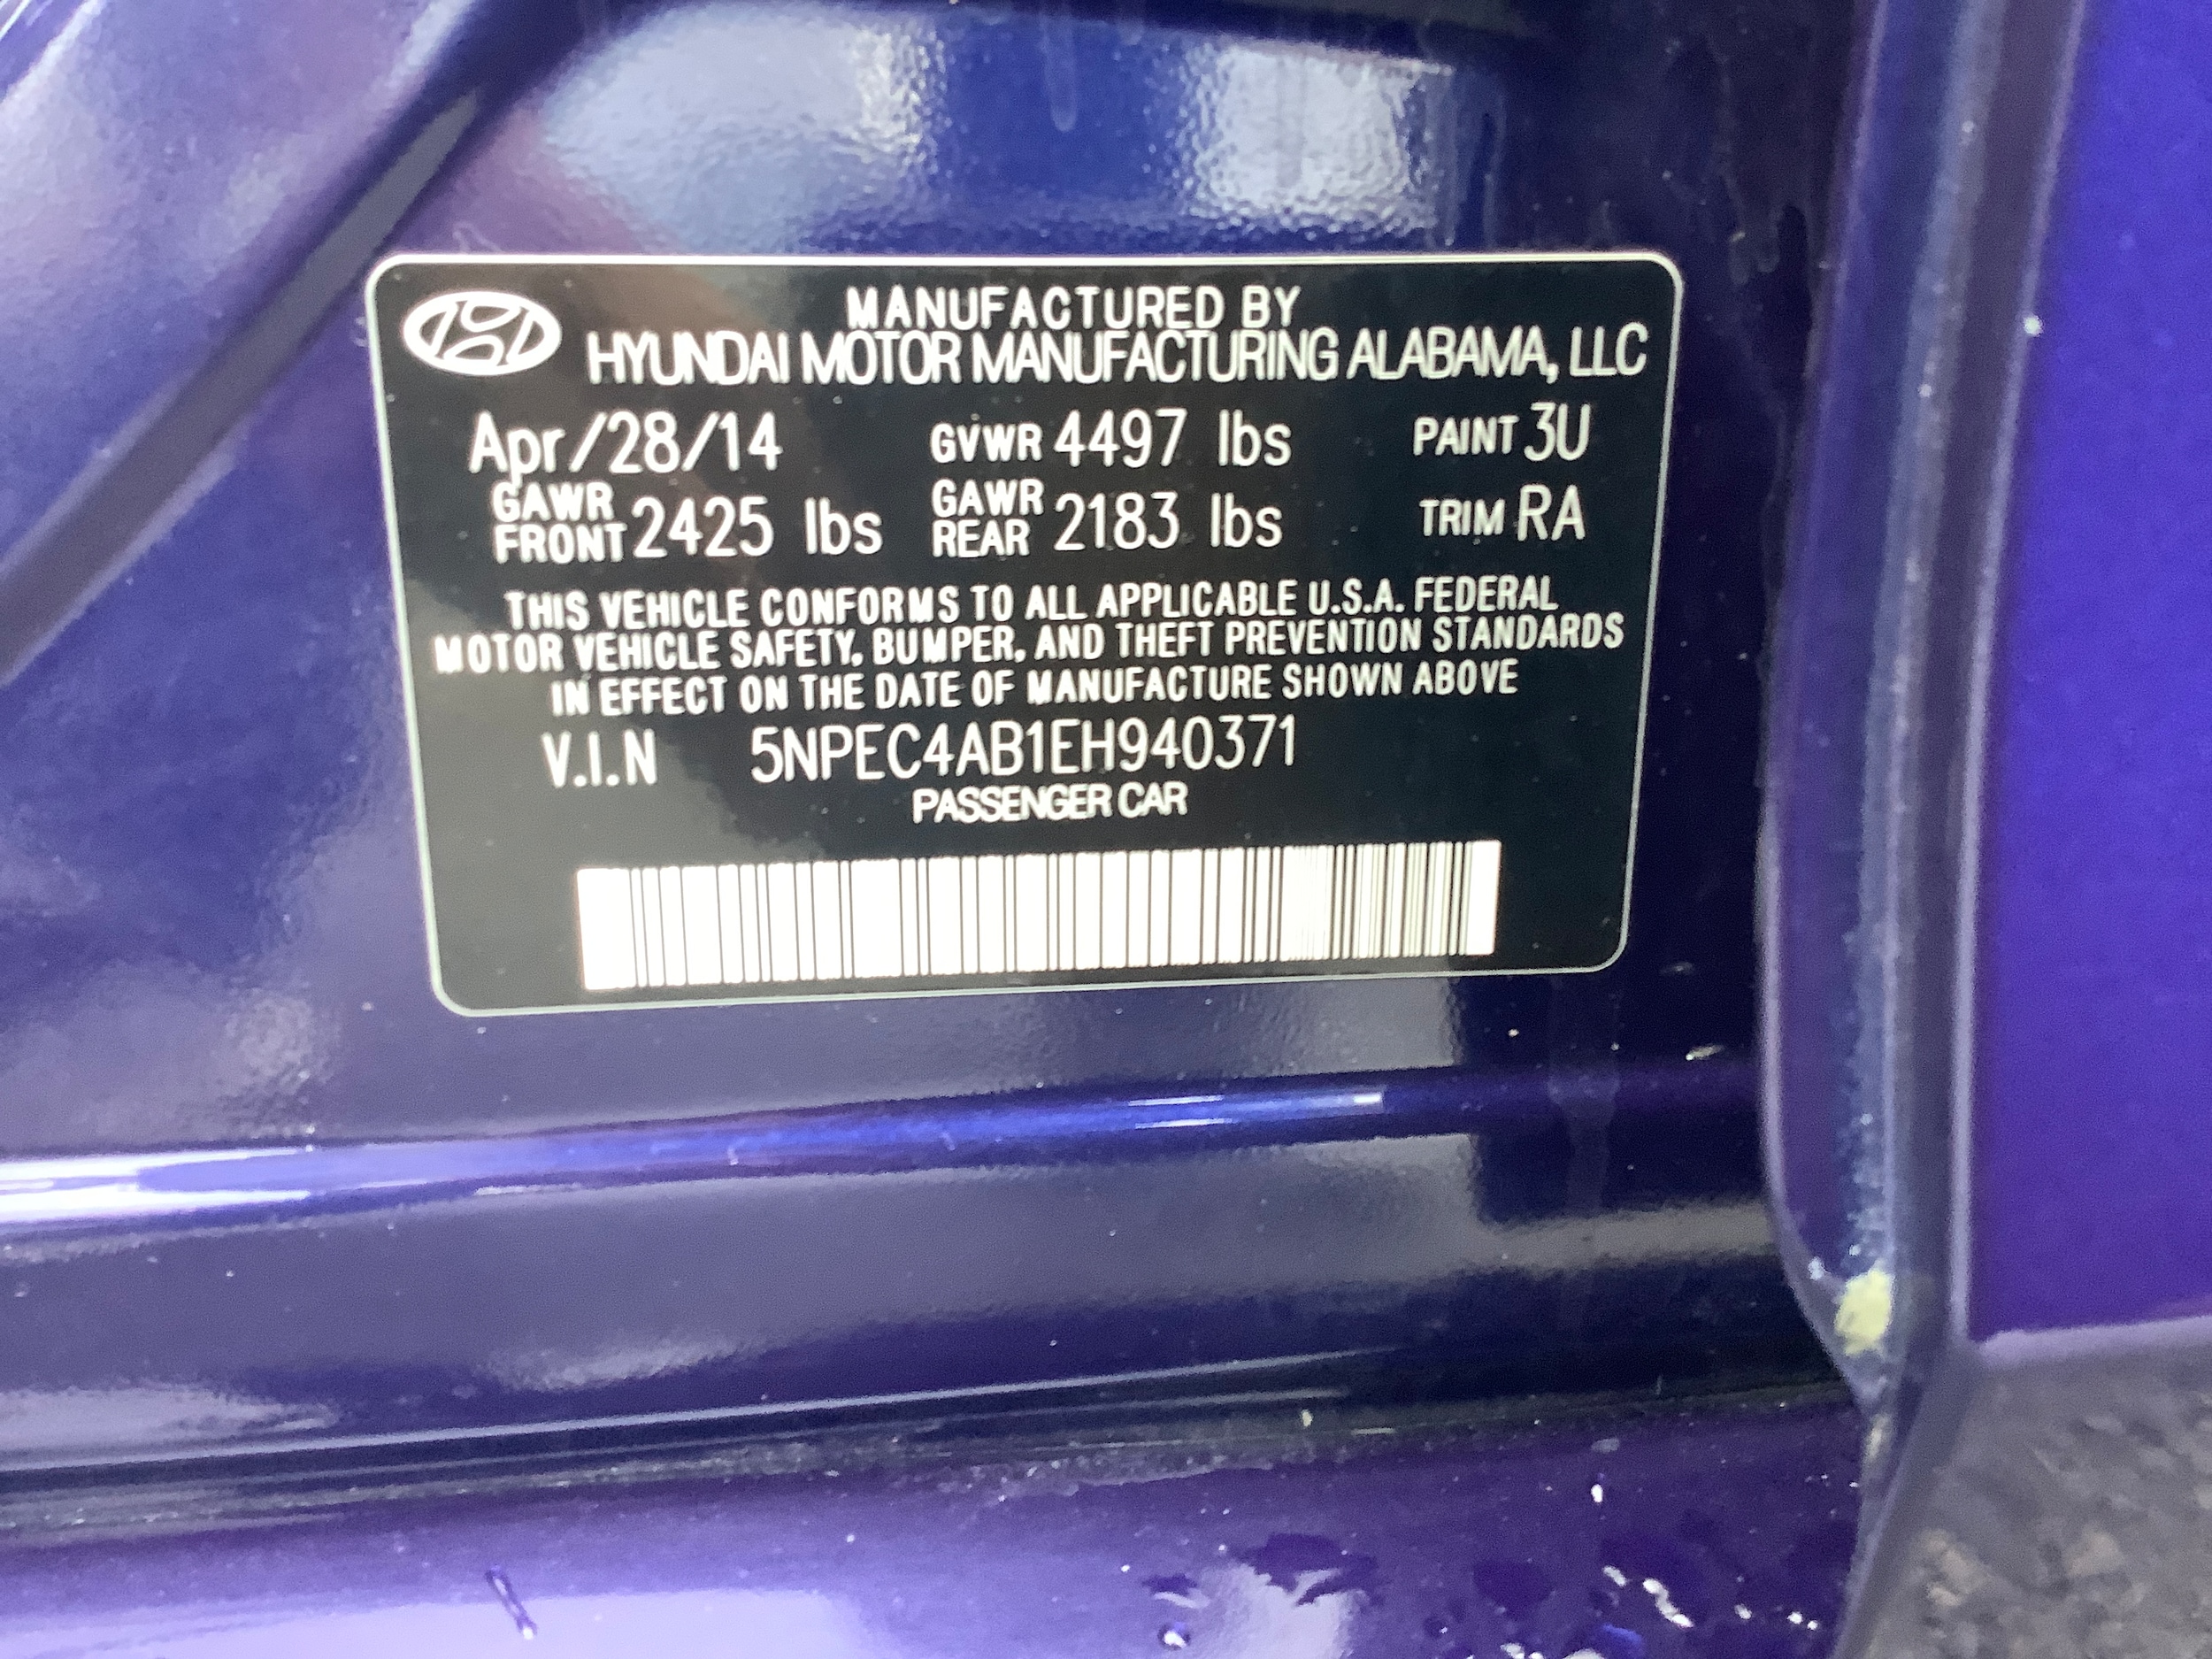 MANUFACTURED BY
HYUNDAI MOTOR MANUFACTURING ALABAMA, LLC
Apr/28/14 GVWR 4497 lbs PAINT 3U
GAWR FRONT 2425 lbs GAWR REAR 2183 lbs TRIM RA
THIS VEHICLE CONFORMS TO ALL APPLICABLE U.S.A. FEDERAL
MOTOR VEHICLE SAFETY, BUMPER, AND THEFT PREVENTION STANDARDS
IN EFFECT ON THE DATE OF MANUFACTURE SHOWN ABOVE
V.I.N 5NPEC4AB1EH940371
PASSENGER CAR